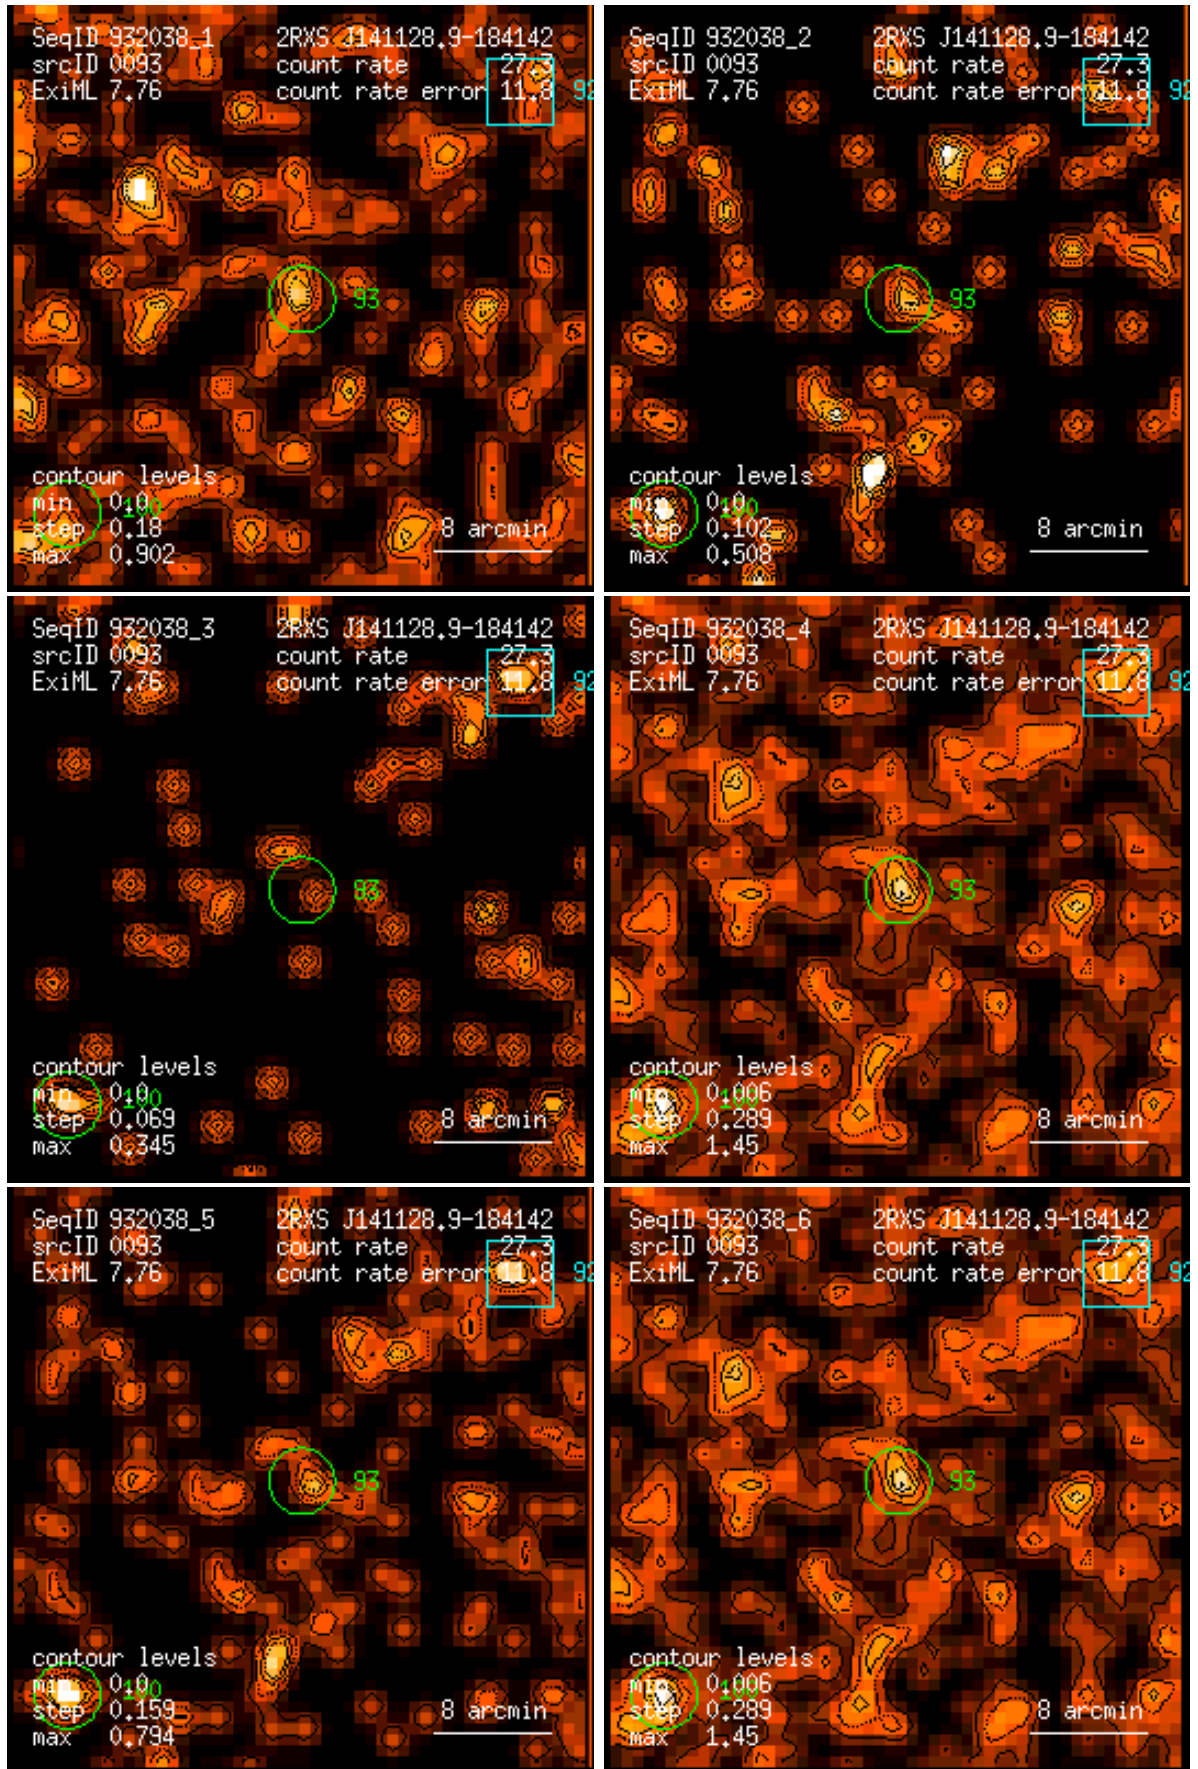 SeqID 932038_1 2RXS J141128.9-184142
srcID 0093 count rate 27.3
ExiML 7.76 count rate error 11.8 92
93
contour levels
min 0.0 100
step 0.18 8 arcmin
max 0.902
SeqID 932038_2 2RXS J141128.9-184142
srcID 0093 count rate 27.3
ExiML 7.76 count rate error 11.8 92
93
contour levels
min 0.0 100
step 0.102 8 arcmin
max 0.508
SeqID 932038_3 2RXS J141128.9-184142
srcID 0093 count rate 27.3
ExiML 7.76 count rate error 11.8 92
93
contour levels
min 0.0 100
step 0.069 8 arcmin
max 0.345
SeqID 932038_4 2RXS J141128.9-184142
srcID 0093 count rate 27.3
ExiML 7.76 count rate error 11.8 92
93
contour levels
min 0.006
step 0.289 8 arcmin
max 1.45
SeqID 932038_5 2RXS J141128.9-184142
srcID 0093 count rate 27.3
ExiML 7.76 count rate error 11.8 92
93
contour levels
min 0.0 100
step 0.159 8 arcmin
max 0.794
SeqID 932038_6 2RXS J141128.9-184142
srcID 0093 count rate 27.3
ExiML 7.76 count rate error 11.8 92
93
contour levels
min 0.006
step 0.289 8 arcmin
max 1.45